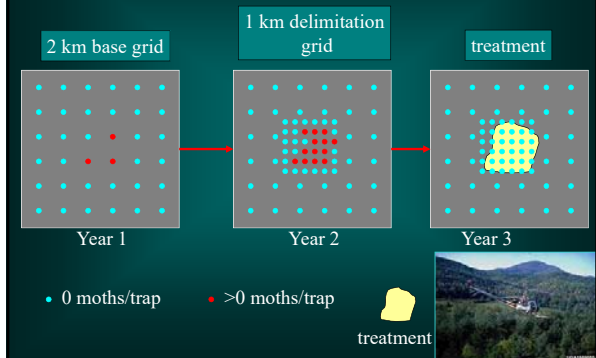 2 km base grid
1 km delimitation
grid
treatment
Year 1
Year 2
Year 3
0 moths/trap
>0 moths/trap
treatment